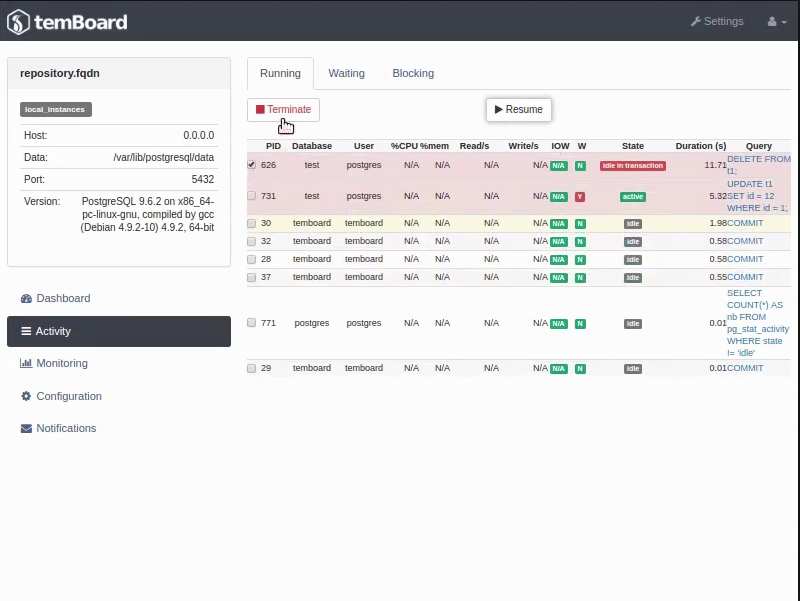 temBoard
Settings
repository.fqdn
local_instances
Host: 0.0.0.0
Data: /var/lib/postgresql/data
Port: 5432
Version: PostgreSQL 9.6.2 on x86_64-
pc-linux-gnu, compiled by gcc
(Debian 4.9.2-10) 4.9.2, 64-bit
Dashboard
Activity
Monitoring
Configuration
Notifications
Running Waiting Blocking
Terminate Resume
PID Database User %CPU %mem Read/s Write/s IOW W State Duration (s) Query
626 test postgres N/A N/A N/A N/A N/A N idle in transaction 11.71 DELETE FROM
t1;
731 test postgres N/A N/A N/A N/A N/A Y active 5.32 UPDATE t1
SET id = 12
WHERE id = 1;
30 temboard temboard N/A N/A N/A N/A N/A N idle 1.98 COMMIT
32 temboard temboard N/A N/A N/A N/A N/A N idle 0.58 COMMIT
28 temboard temboard N/A N/A N/A N/A N/A N idle 0.58 COMMIT
37 temboard temboard N/A N/A N/A N/A N/A N idle 0.55 COMMIT
771 postgres postgres N/A N/A N/A N/A N/A N idle 0.01 SELECT
COUNT(*) AS
nb FROM
pg_stat_activity
WHERE state
!= 'idle'
29 temboard temboard N/A N/A N/A N/A N/A N idle 0.01 COMMIT